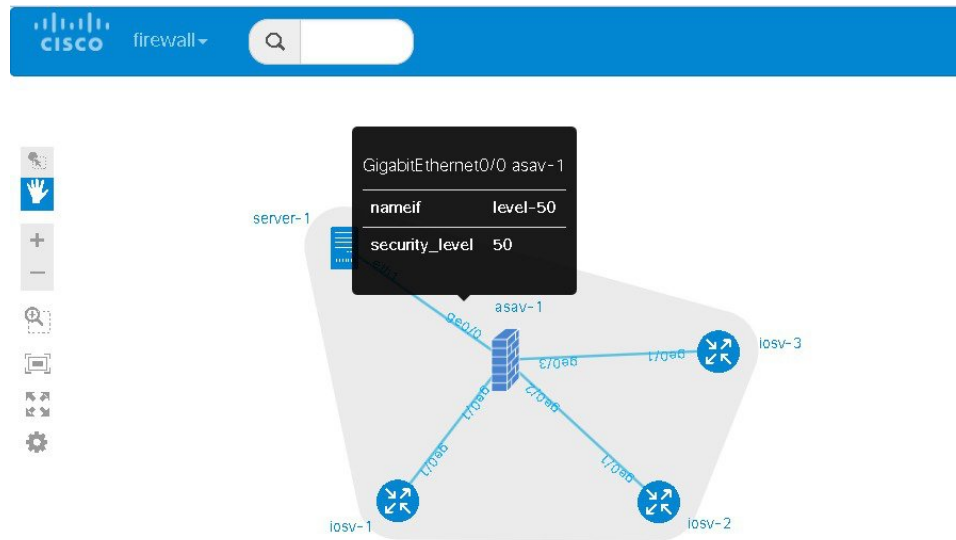 CISCO firewall
GigabitEthernet0/0 asav-1
nameif level-50
security_level 50
server-1
asav-1
ge0/0
iosv-3
ge0/3
ge0/1
ge0/1
ge0/2
ge0/1
ge0/1
iosv-1
iosv-2